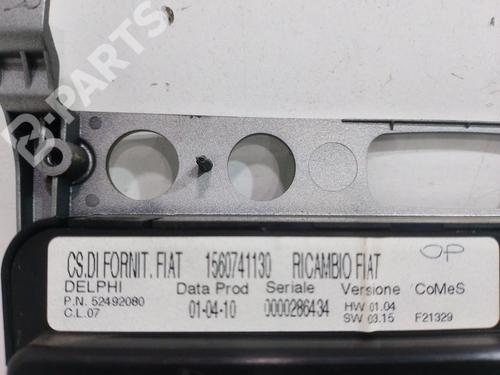 B-PARTS
CS.DI FORNIT. FIAT 1560741130 RICAMBIO FIAT
OP
DELPHI Data Prod Seriale Versione CoMeS
P.N. 52492080 01-04-10 0000286434 HW 01.04
C.L.07 SW 03.15 F21329